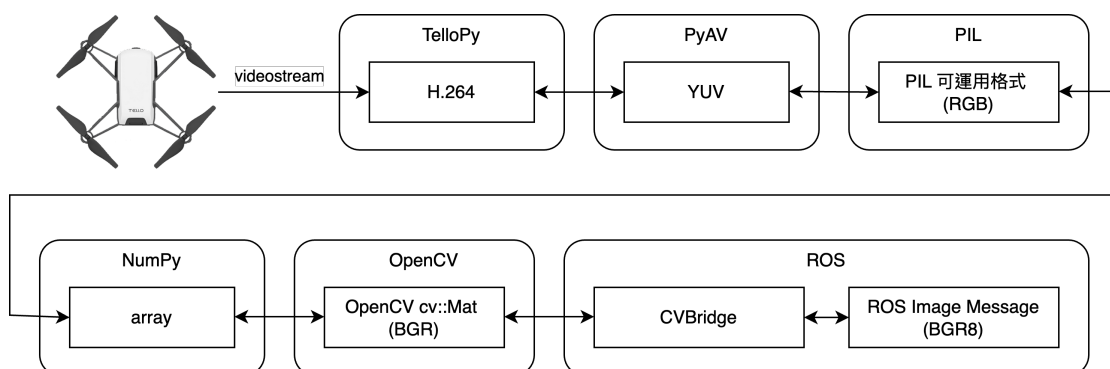 TelloPy
PyAV
PIL
videostream
H.264
YUV
PIL 可運用格式
(RGB)
TELLO
NumPy
OpenCV
ROS
array
OpenCV cv::Mat
(BGR)
CVBridge
ROS Image Message
(BGR8)